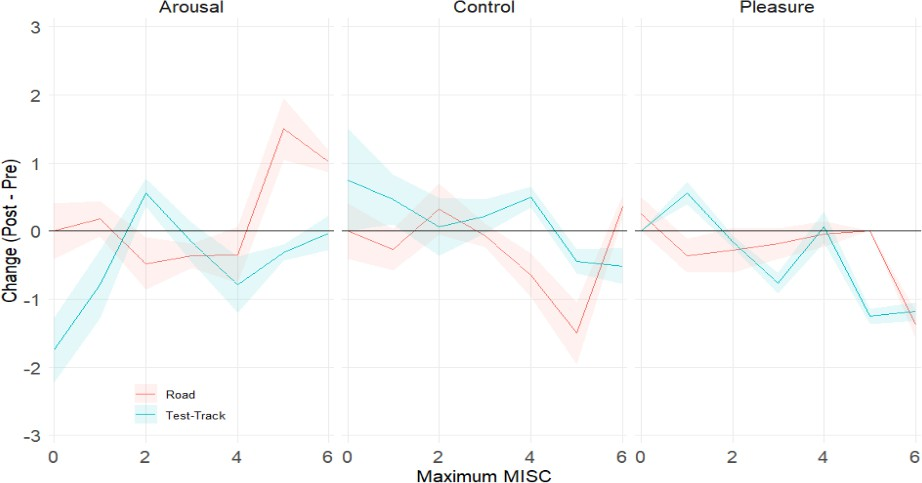 Arousal Control Pleasure
3
2
1
0
-1
-2
-3
Change (Post - Pre)
Road
Test-Track
0 2 4 6 0 2 4 6 0 2 4 6
Maximum MISC